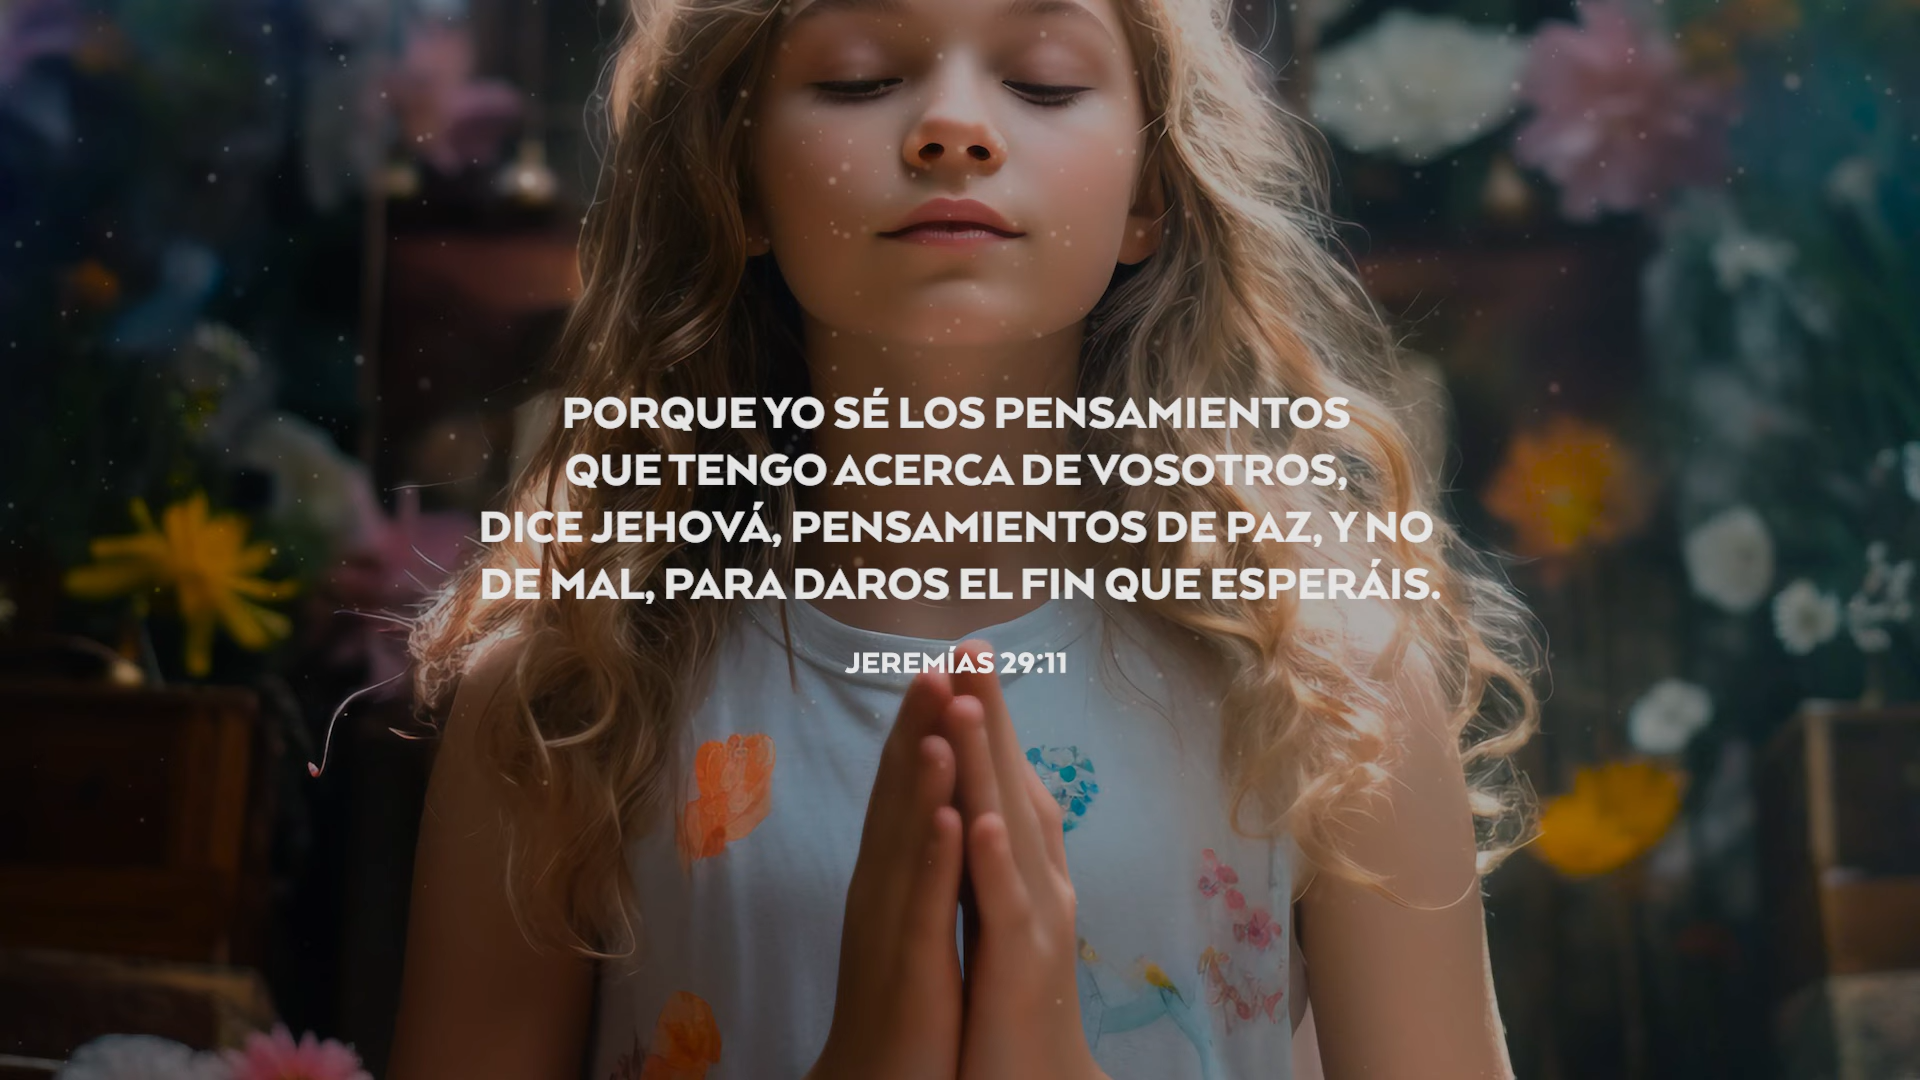 PORQUE YO SÉ LOS PENSAMIENTOS
QUE TENGO ACERCA DE VOSOTROS,
DICE JEHOVÁ, PENSAMIENTOS DE PAZ, Y NO
DE MAL, PARA DAROS EL FIN QUE ESPERÁIS.
JEREMÍAS 29:11